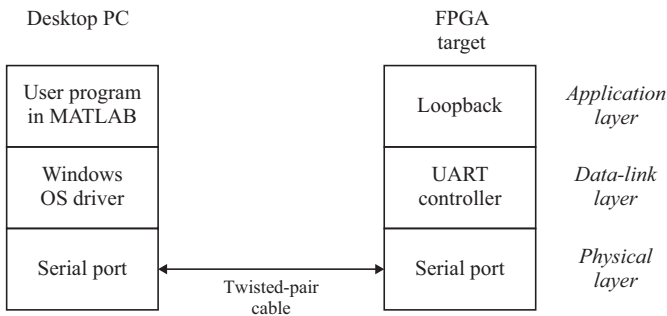 Desktop PC
FPGA
target
User program
in MATLAB
Loopback
Application
layer
Windows
OS driver
UART
controller
Data-link
layer
Serial port
Serial port
Physical
layer
Twisted-pair
cable